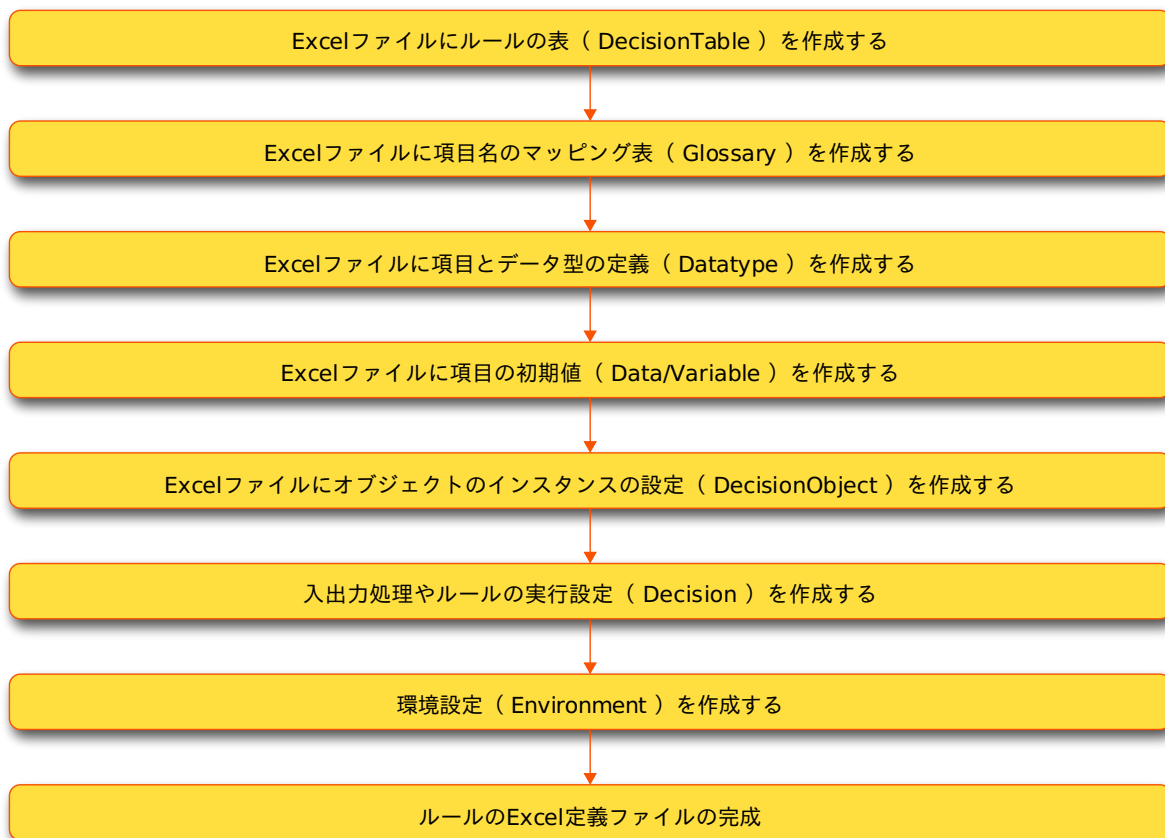 Excelファイルにルールの表（ DecisionTable ）を作成する
Excelファイルに項目名のマッピング表（ Glossary ）を作成する
Excelファイルに項目とデータ型の定義（ Datatype ）を作成する
Excelファイルに項目の初期値（ Data/Variable ）を作成する
Excelファイルにオブジェクトのインスタンスの設定（ DecisionObject ）を作成する
入出力処理やルールの実行設定（ Decision ）を作成する
環境設定（ Environment ）を作成する
ルールのExcel定義ファイルの完成